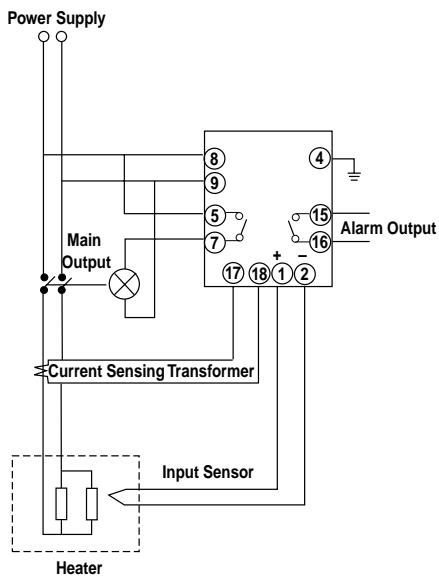 Power Supply
8
4
9
5
15
Main
Output
7
16
Alarm Output
+
−
17
18
1
2
Current Sensing Transformer
Input Sensor
Heater